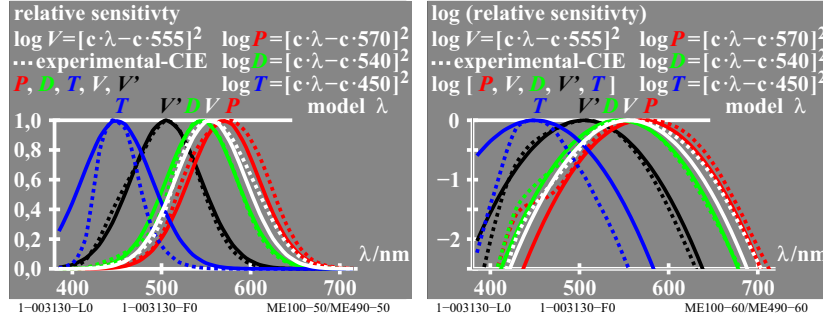 relative sensitivty
log V=[c·λ−c·555]² log P=[c·λ−c·570]²
experimental-CIE log D=[c·λ−c·540]²
P, D, T, V, V' log T=[c·λ−c·450]²
T V' D V P model λ
1,0
0,8
0,6
0,4
0,2
0,0
λ/nm
400 500 600 700
1−003130−L0 1−003130−F0 ME100−50/ME490−50
log (relative sensitivity)
log V=[c·λ−c·555]² log P=[c·λ−c·570]²
experimental-CIE log D=[c·λ−c·540]²
log [ P, V, D, V', T ] log T=[c·λ−c·450]²
T V' D V P model λ
0
−1
−2
λ/nm
400 500 600 700
1−003130−L0 1−003130−F0 ME100−60/ME490−60